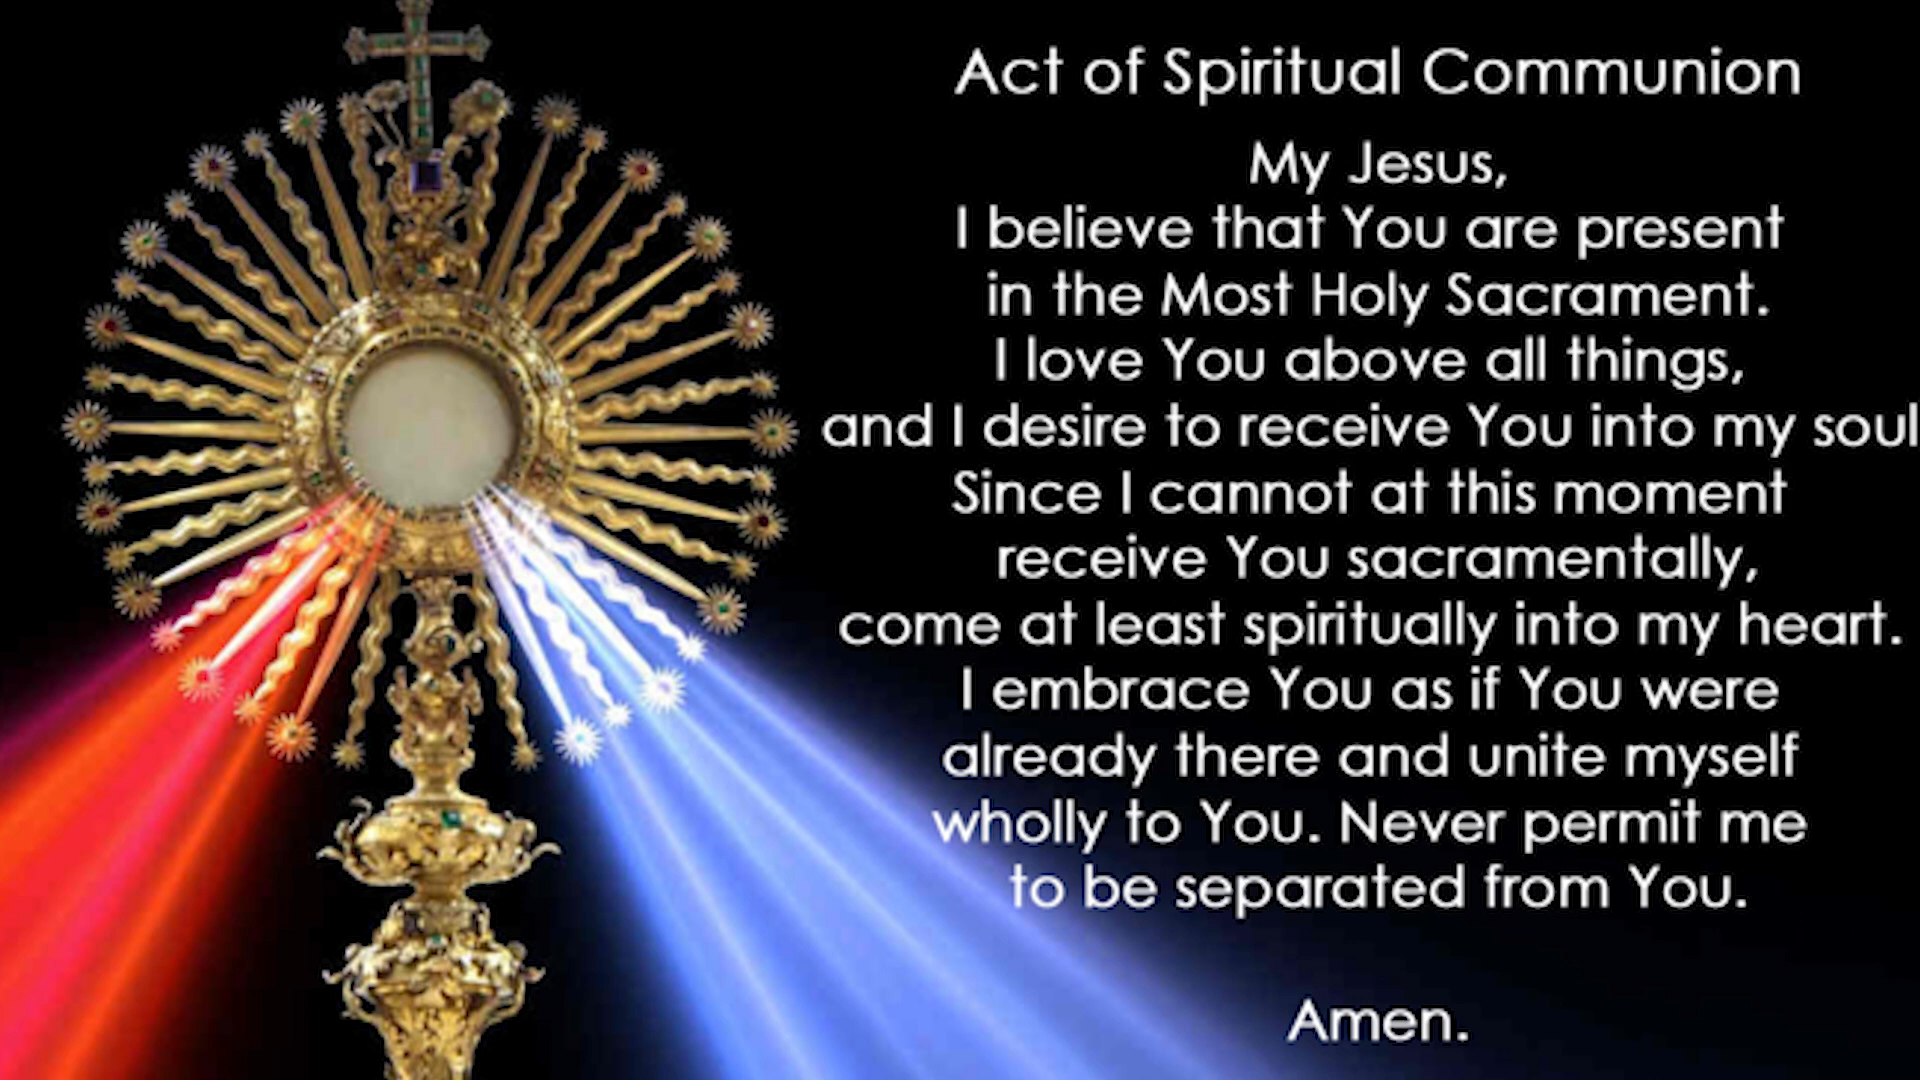 Act of Spiritual Communion
My Jesus,
I believe that You are present
in the Most Holy Sacrament.
I love You above all things,
and I desire to receive You into my soul
Since I cannot at this moment
receive You sacramentally,
come at least spiritually into my heart.
I embrace You as if You were
already there and unite myself
wholly to You. Never permit me
to be separated from You.
Amen.